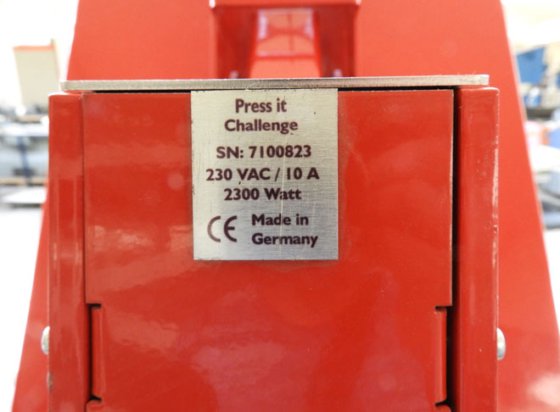 Press it
Challenge
SN: 7100823
230 VAC / 10 A
2300 Watt
CE Made in
Germany